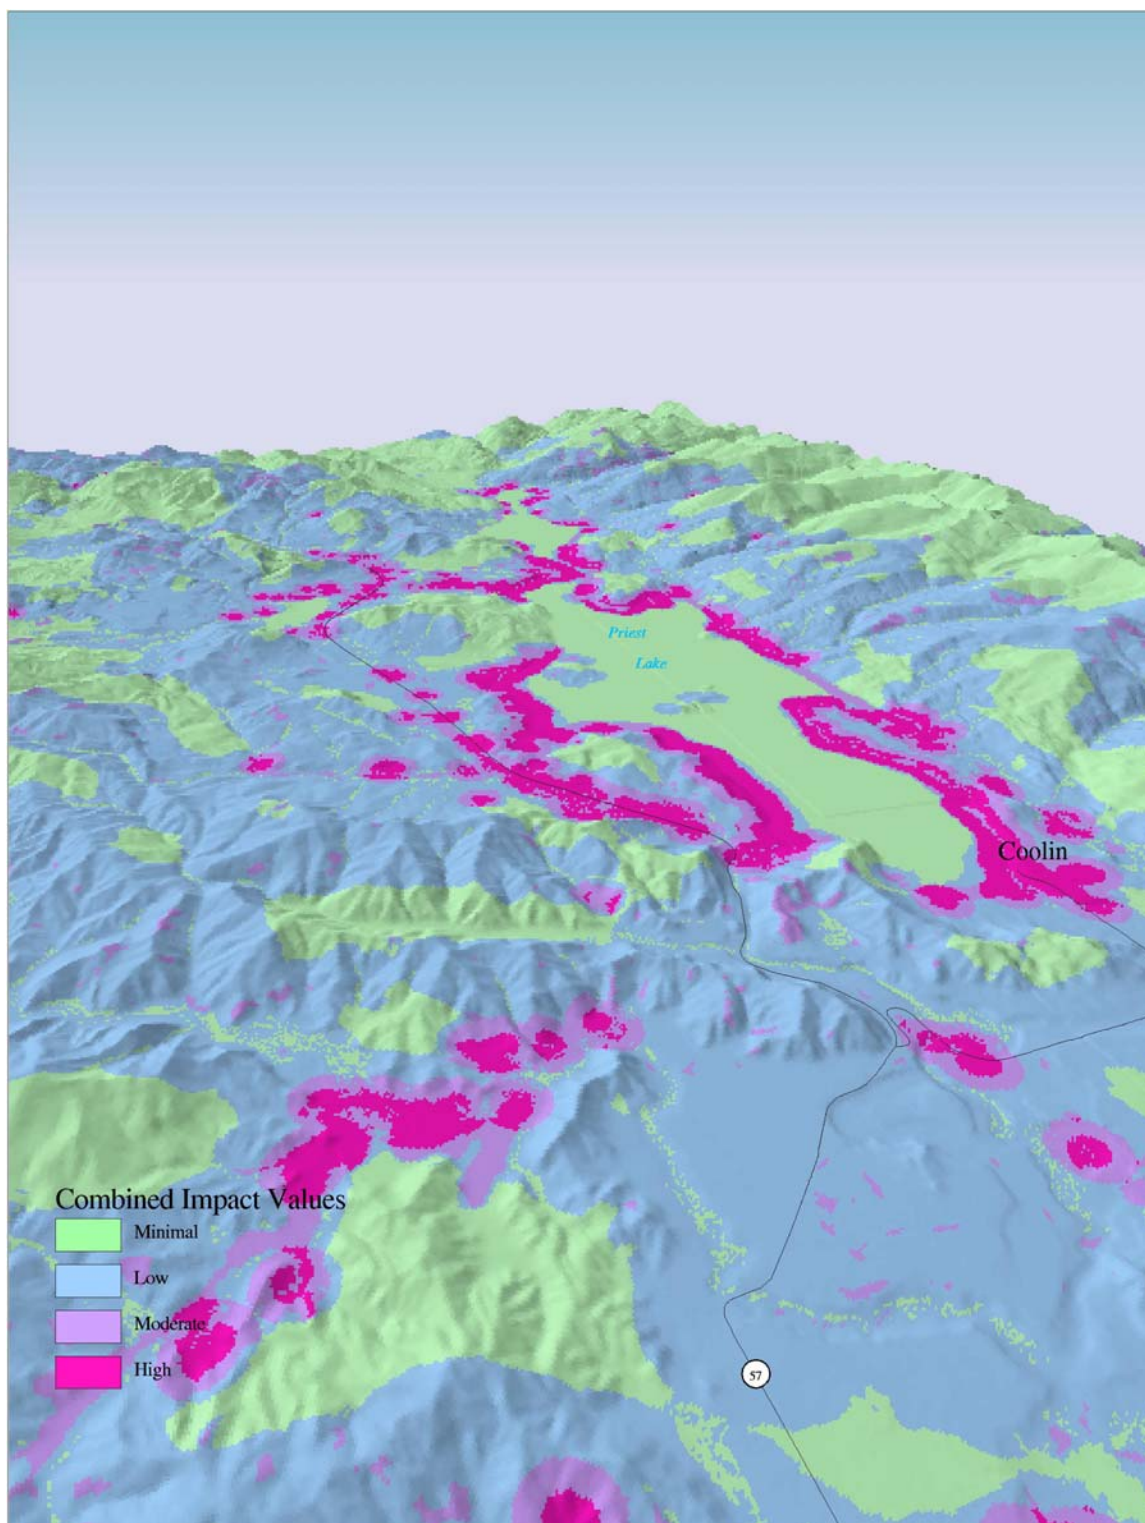 Priest
Lake
Coolin
Combined Impact Values
Minimal
Low
Moderate
High
57